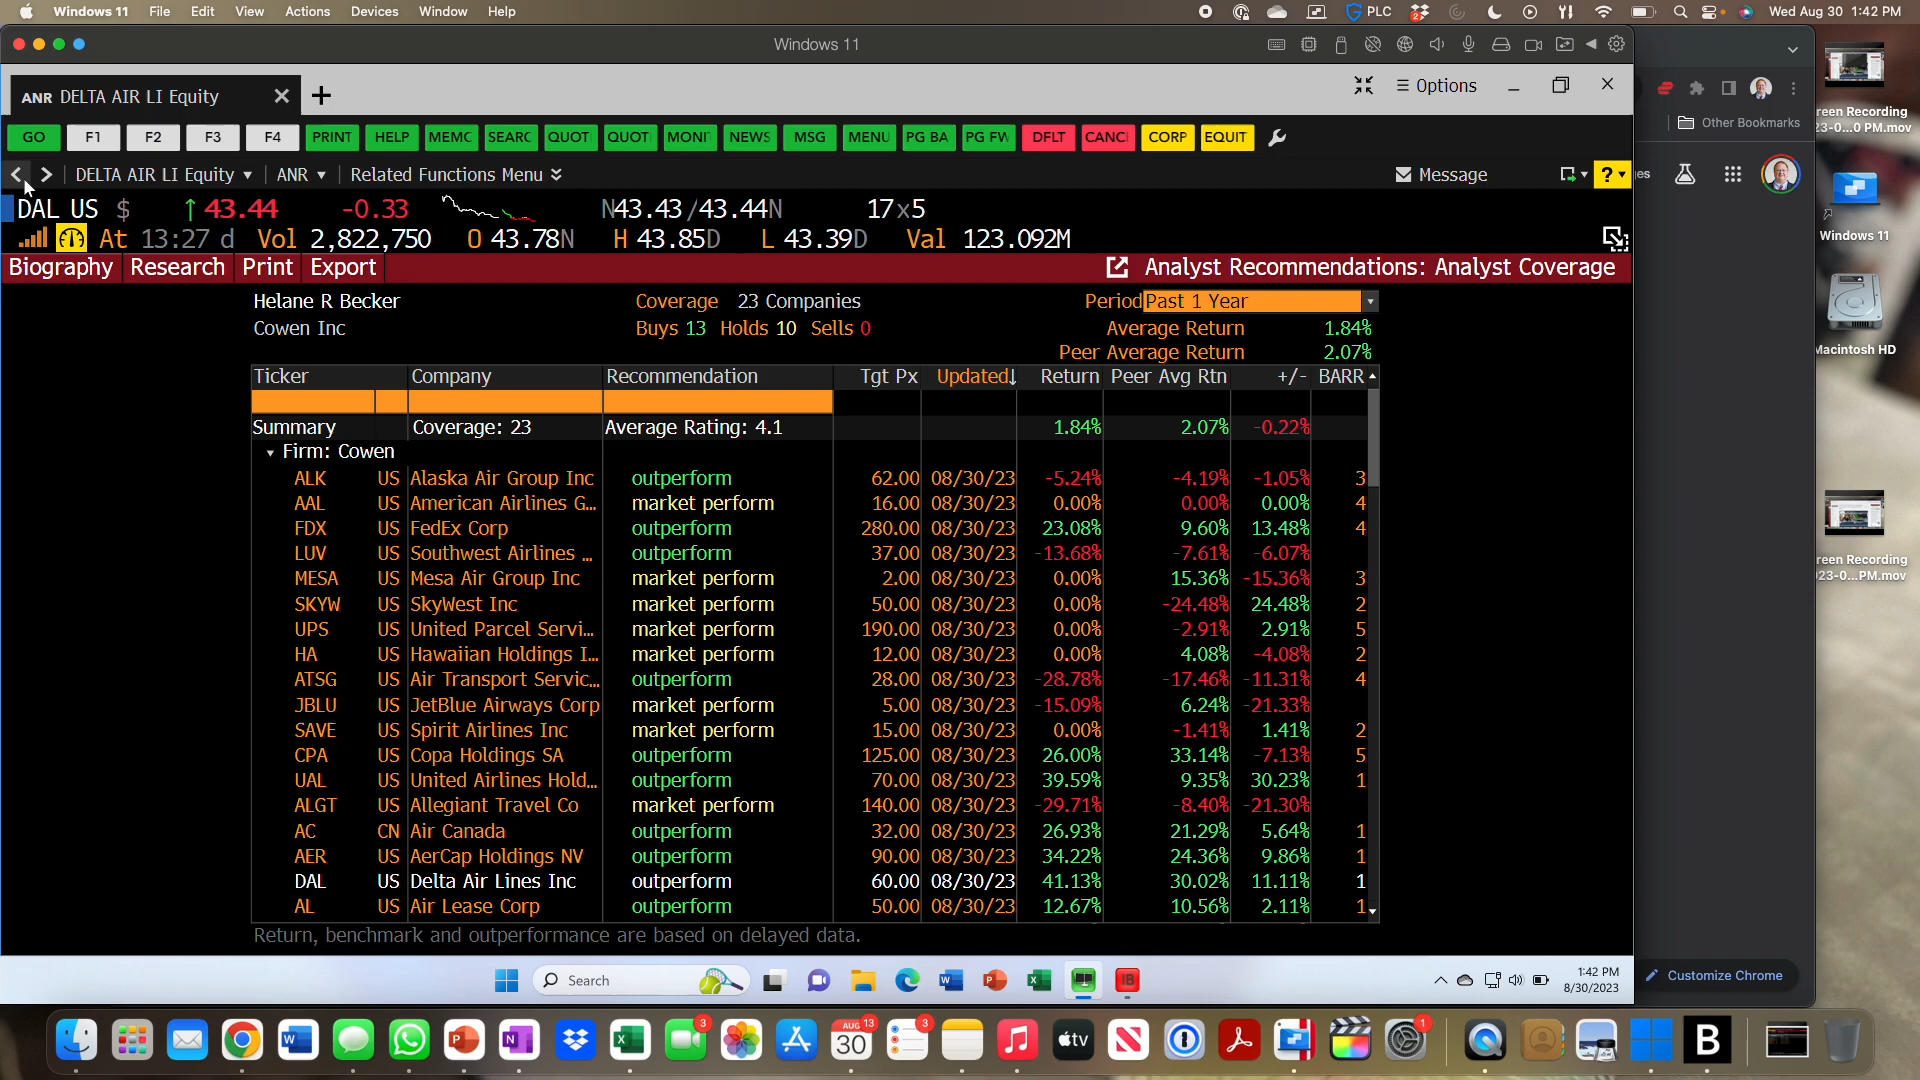 Windows 11 File Edit View Actions Devices Window Help PLC 2 Wed Aug 30 1:42 PM
Windows 11
ANR DELTA AIR LI Equity Options
GO F1 F2 F3 F4 PRINT HELP MEMC SEARC QUOT QUOT MONI NEWS MSG MENU PG BA PG FW DFLT CANCI CORP EQUIT
DELTA AIR LI Equity ANR Related Functions Menu Message ?
DAL US $ ↑ 43.44 -0.33 N43.43/43.44N 17x5
At 13:27 d Vol 2,822,750 O 43.78N H 43.85D L 43.39D Val 123.092M
Biography Research Print Export Analyst Recommendations: Analyst Coverage
Helane R Becker Coverage 23 Companies Period Past 1 Year
Cowen Inc Buys 13 Holds 10 Sells 0 Average Return 1.84%
Peer Average Return 2.07%
Ticker Company Recommendation Tgt Px Updated↓ Return Peer Avg Rtn +/- BARR
Summary Coverage: 23 Average Rating: 4.1 1.84% 2.07% -0.22%
Firm: Cowen
ALK US Alaska Air Group Inc outperform 62.00 08/30/23 -5.24% -4.19% -1.05% 3
AAL US American Airlines G... market perform 16.00 08/30/23 0.00% 0.00% 0.00% 4
FDX US FedEx Corp outperform 280.00 08/30/23 23.08% 9.60% 13.48% 4
LUV US Southwest Airlines ... outperform 37.00 08/30/23 -13.68% -7.61% -6.07%
MESA US Mesa Air Group Inc market perform 2.00 08/30/23 0.00% 15.36% -15.36% 3
SKYW US SkyWest Inc market perform 50.00 08/30/23 0.00% -24.48% 24.48% 2
UPS US United Parcel Servi... market perform 190.00 08/30/23 0.00% -2.91% 2.91% 5
HA US Hawaiian Holdings I... market perform 12.00 08/30/23 0.00% 4.08% -4.08% 2
ATSG US Air Transport Servic... outperform 28.00 08/30/23 -28.78% -17.46% -11.31% 4
JBLU US JetBlue Airways Corp market perform 5.00 08/30/23 -15.09% 6.24% -21.33%
SAVE US Spirit Airlines Inc market perform 15.00 08/30/23 0.00% -1.41% 1.41% 2
CPA US Copa Holdings SA outperform 125.00 08/30/23 26.00% 33.14% -7.13% 5
UAL US United Airlines Hold... outperform 70.00 08/30/23 39.59% 9.35% 30.23% 1
ALGT US Allegiant Travel Co market perform 140.00 08/30/23 -29.71% -8.40% -21.30%
AC CN Air Canada outperform 32.00 08/30/23 26.93% 21.29% 5.64% 1
AER US AerCap Holdings NV outperform 90.00 08/30/23 34.22% 24.36% 9.86% 1
DAL US Delta Air Lines Inc outperform 60.00 08/30/23 41.13% 30.02% 11.11% 1
AL US Air Lease Corp outperform 50.00 08/30/23 12.67% 10.56% 2.11% 1
Return, benchmark and outperformance are based on delayed data.
Search IB 1:42 PM
8/30/2023
Other Bookmarks
ges
Customize Chrome
reen Recording
23-0...0 PM.mov
Windows 11
Macintosh HD
reen Recording
23-0...PM.mov
3 AUG 13 30 3 tv 1 B